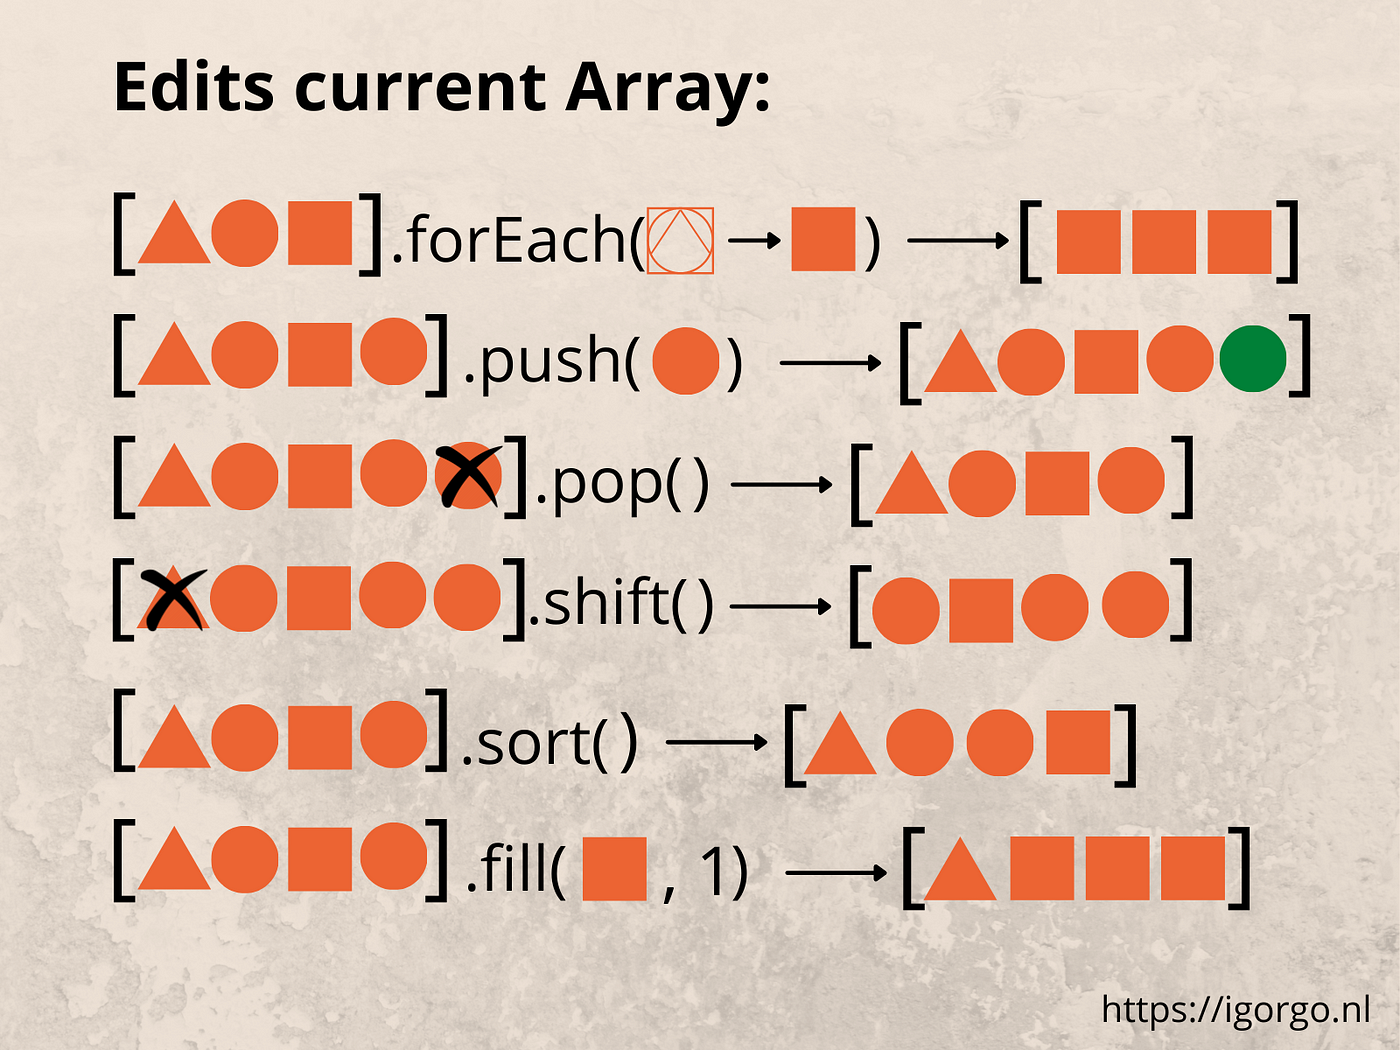 Edits current Array:
[ ].forEach( → ) → [ ]
[ ].push( ) → [ ]
[ ].pop() → [ ]
[ ].shift() → [ ]
[ ].sort() → [ ]
[ ].fill( , 1) → [ ]
https://igorgo.nl